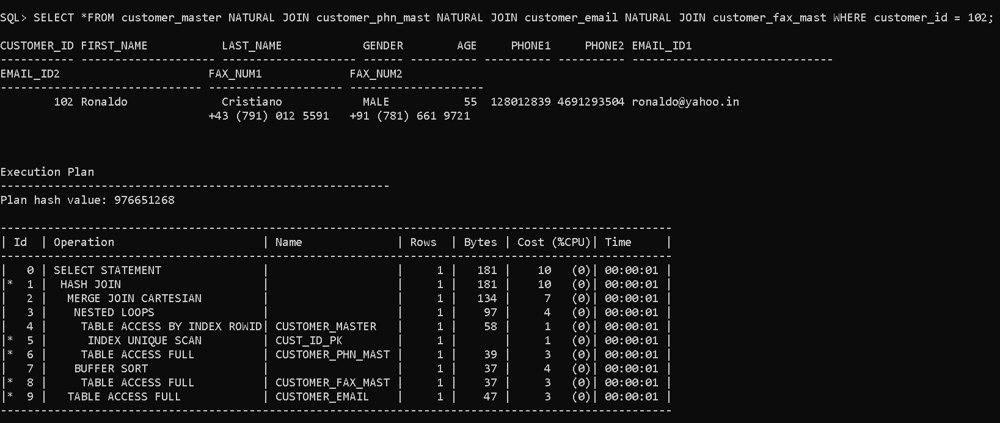 SQL> SELECT *FROM customer_master NATURAL JOIN customer_phn_mast NATURAL JOIN customer_email NATURAL JOIN customer_fax_mast WHERE customer_id = 102;

CUSTOMER_ID FIRST_NAME           LAST_NAME            GENDER        AGE     PHONE1     PHONE2 EMAIL_ID1
----------- -------------------- -------------------- ------ ---------- ---------- ---------- ------------------------------
EMAIL_ID2                      FAX_NUM1             FAX_NUM2
------------------------------ -------------------- --------------------
        102 Ronaldo              Cristiano            MALE           55  128012839 4691293504 ronaldo@yahoo.in
                               +43 (791) 012 5591   +91 (781) 661 9721

Execution Plan
----------------------------------------------------------
Plan hash value: 976651268

----------------------------------------------------------------------------------------------------
| Id  | Operation                      | Name              | Rows  | Bytes | Cost (%CPU)| Time     |
----------------------------------------------------------------------------------------------------
|   0 | SELECT STATEMENT               |                   |     1 |   181 |    10   (0)| 00:00:01 |
|*  1 |  HASH JOIN                     |                   |     1 |   181 |    10   (0)| 00:00:01 |
|   2 |   MERGE JOIN CARTESIAN         |                   |     1 |   134 |     7   (0)| 00:00:01 |
|   3 |    NESTED LOOPS                |                   |     1 |    97 |     4   (0)| 00:00:01 |
|   4 |     TABLE ACCESS BY INDEX ROWID| CUSTOMER_MASTER   |     1 |    58 |     1   (0)| 00:00:01 |
|*  5 |      INDEX UNIQUE SCAN         | CUST_ID_PK        |     1 |       |     1   (0)| 00:00:01 |
|*  6 |     TABLE ACCESS FULL          | CUSTOMER_PHN_MAST |     1 |    39 |     3   (0)| 00:00:01 |
|   7 |    BUFFER SORT                 |                   |     1 |    37 |     4   (0)| 00:00:01 |
|*  8 |     TABLE ACCESS FULL          | CUSTOMER_FAX_MAST |     1 |    37 |     3   (0)| 00:00:01 |
|*  9 |   TABLE ACCESS FULL            | CUSTOMER_EMAIL    |     1 |    47 |     3   (0)| 00:00:01 |
----------------------------------------------------------------------------------------------------